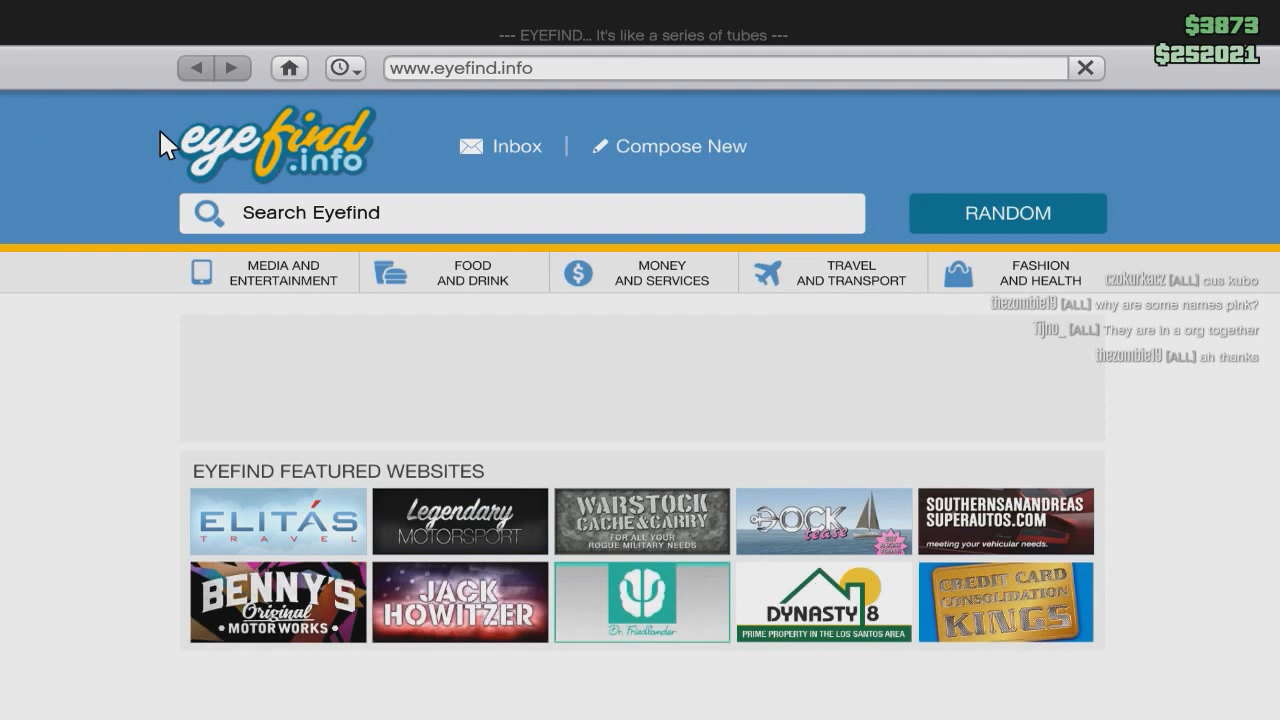 --- EYEFIND... It's like a series of tubes ---
$3873
$252021
www.eyefind.info
eyefind
.info
Inbox
Compose New
Search Eyefind
RANDOM
MEDIA AND
ENTERTAINMENT
FOOD
AND DRINK
MONEY
AND SERVICES
TRAVEL
AND TRANSPORT
FASHION
AND HEALTH
czokurkacz [ALL] cus kubo
thezombie19 [ALL] why are some names pink?
Tijno_ [ALL] They are in a org together
thezombie19 [ALL] ah thanks
EYEFIND FEATURED WEBSITES
ELITÁS
TRAVEL
Legendary
MOTORSPORT
WARSTOCK
CACHE & CARRY
FOR ALL YOUR
ROGUE MILITARY NEEDS
DOCK
tease
SOUTHERNSANANDREAS
SUPERAUTOS.COM
meeting your vehicular needs.
BENNY'S
Original
• MOTOR WORKS •
JACK
HOWITZER
Dr. Friedlander
DYNASTY 8
PRIME PROPERTY IN THE LOS SANTOS AREA
CREDIT CARD
CONSOLIDATION
KINGS